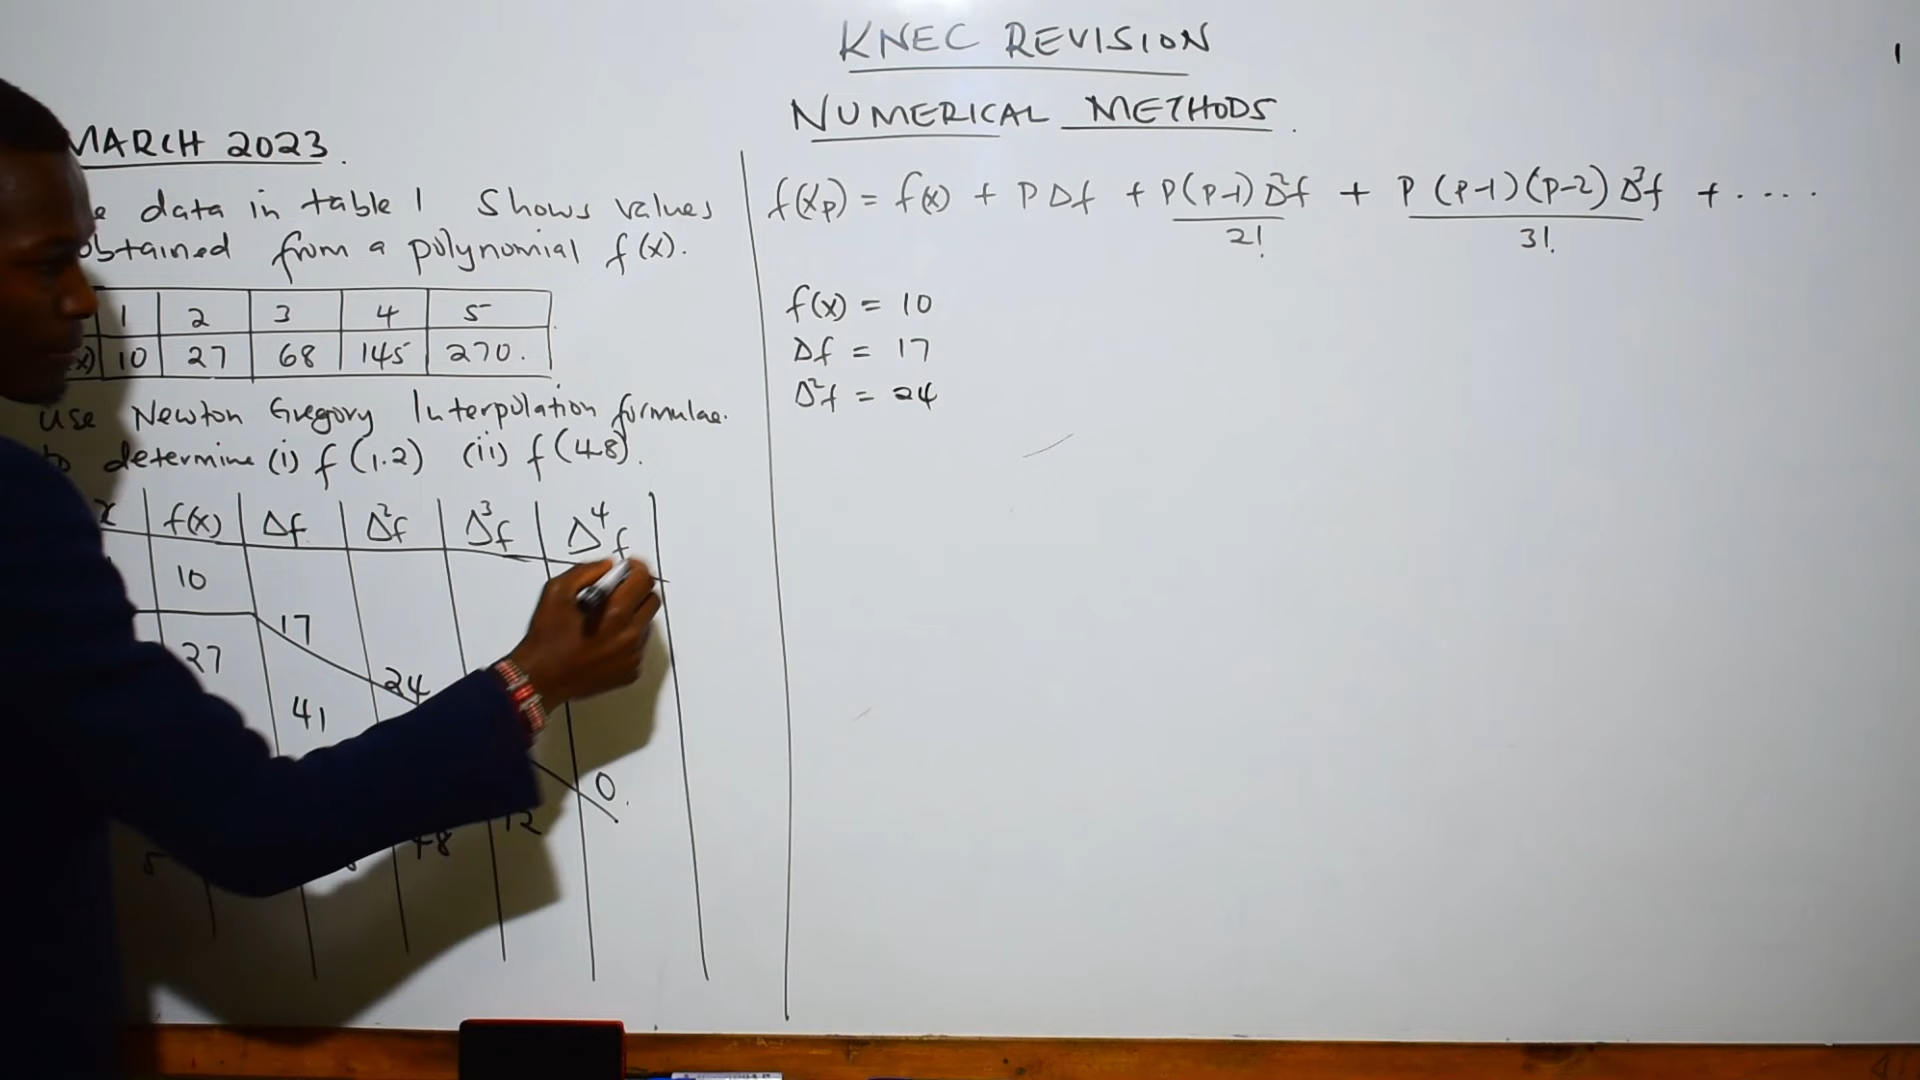 KNEC REVISION
NUMERICAL METHODS.
MARCH 2023.
data in table 1 shows values
obtained from a polynomial f(x).
1 2 3 4 5
10 27 68 145 270.
Use Newton Gregory Interpolation formulae.
to determine (i) f(1.2) (ii) f(4.8).
x f(x) Δf Δ²f Δ³f Δ⁴f
10
17
27 24
41
0.
12
48
5
f(xp) = f(x) + PΔf + P(P-1)Δ²f/2! + P(P-1)(P-2)Δ³f/3! + ....
f(x) = 10
Δf = 17
Δ²f = 24